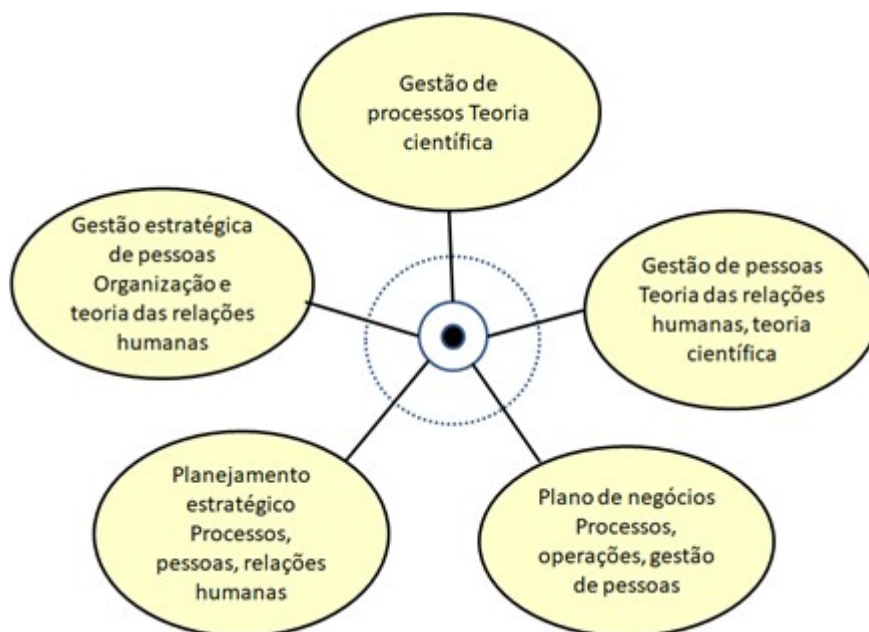 Gestão de
processos Teoria
científica
Gestão estratégica
de pessoas
Organização e
teoria das relações
humanas
Gestão de pessoas
Teoria das relações
humanas, teoria
científica
Planejamento
estratégico
Processos,
pessoas, relações
humanas
Plano de negócios
Processos,
operações, gestão
de pessoas